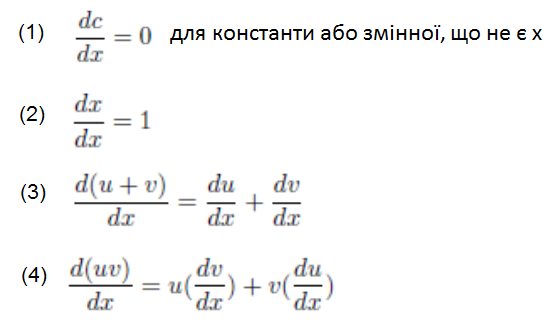 (1) dc/dx = 0 для константи або змінної, що не є x
(2) dx/dx = 1
(3) d(u + v)/dx = du/dx + dv/dx
(4) d(uv)/dx = u(dv/dx) + v(du/dx)